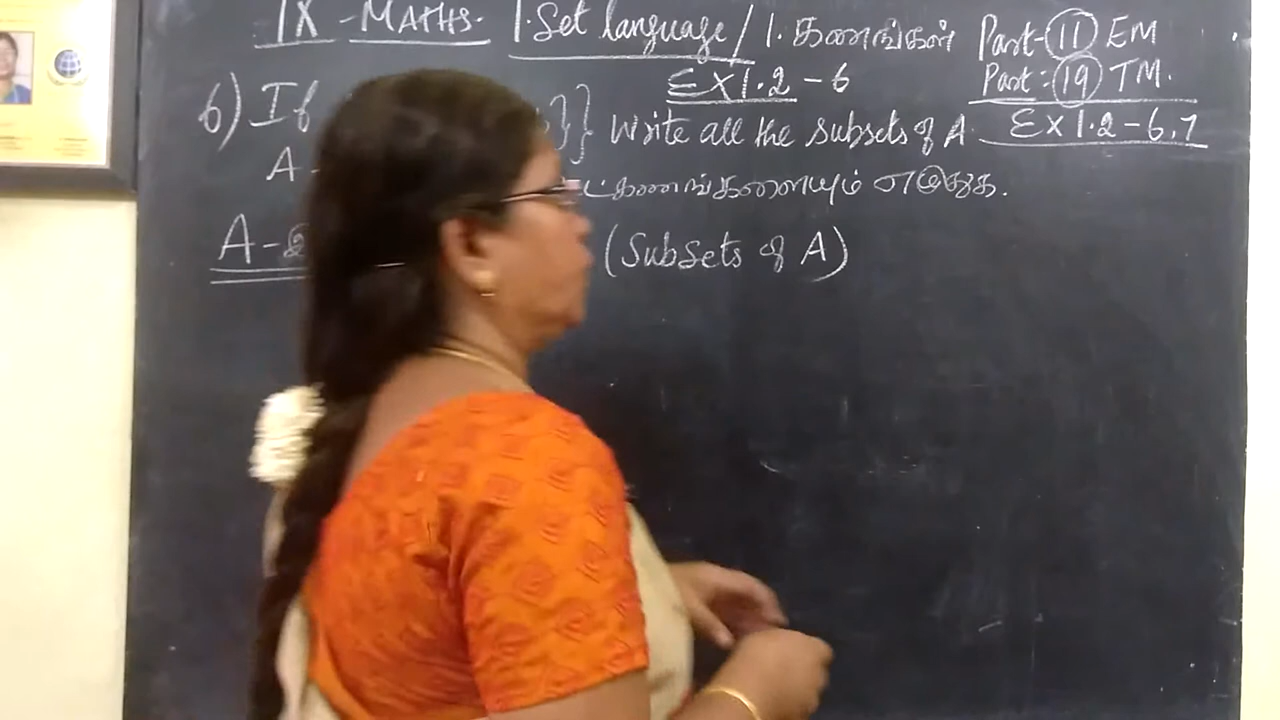 IX - MATHS. 1. Set language / 1. கணங்கள் Part-11 EM
EX 1.2 - 6 Part: 19 TM.
6) If }} Write all the subsets of A. EX 1.2 - 6,7
A - ட்கணங்களையும் எழுதுக.
A - (Subsets of A)